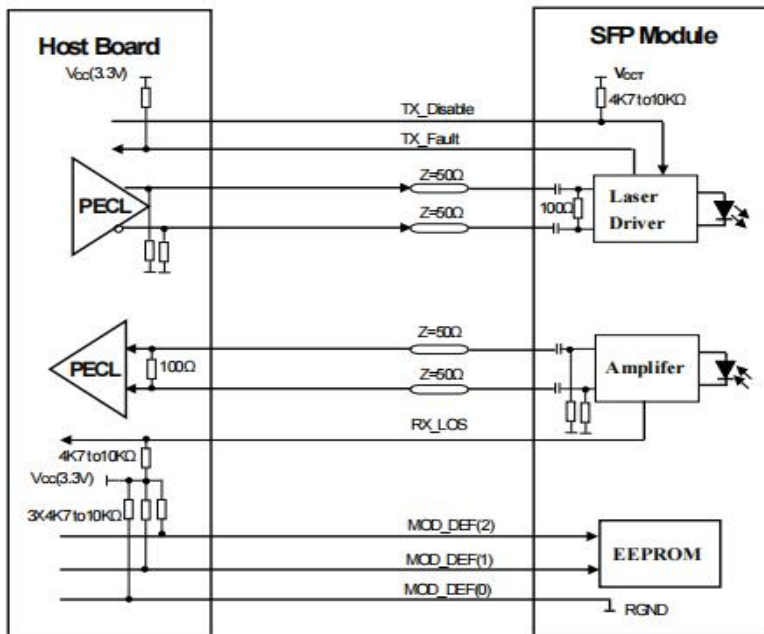 Host Board
SFP Module
Vcc(3.3V)
VCCT
4K7to10KΩ
TX_Disable
TX_Fault
PECL
Z=50Ω
Z=50Ω
100Ω
Laser
Driver
PECL
100Ω
Z=50Ω
Z=50Ω
Amplifer
RX_LOS
4K7to10KΩ
Vcc(3.3V)
3X4K7to10KΩ
MOD_DEF(2)
MOD_DEF(1)
MOD_DEF(0)
EEPROM
RGND